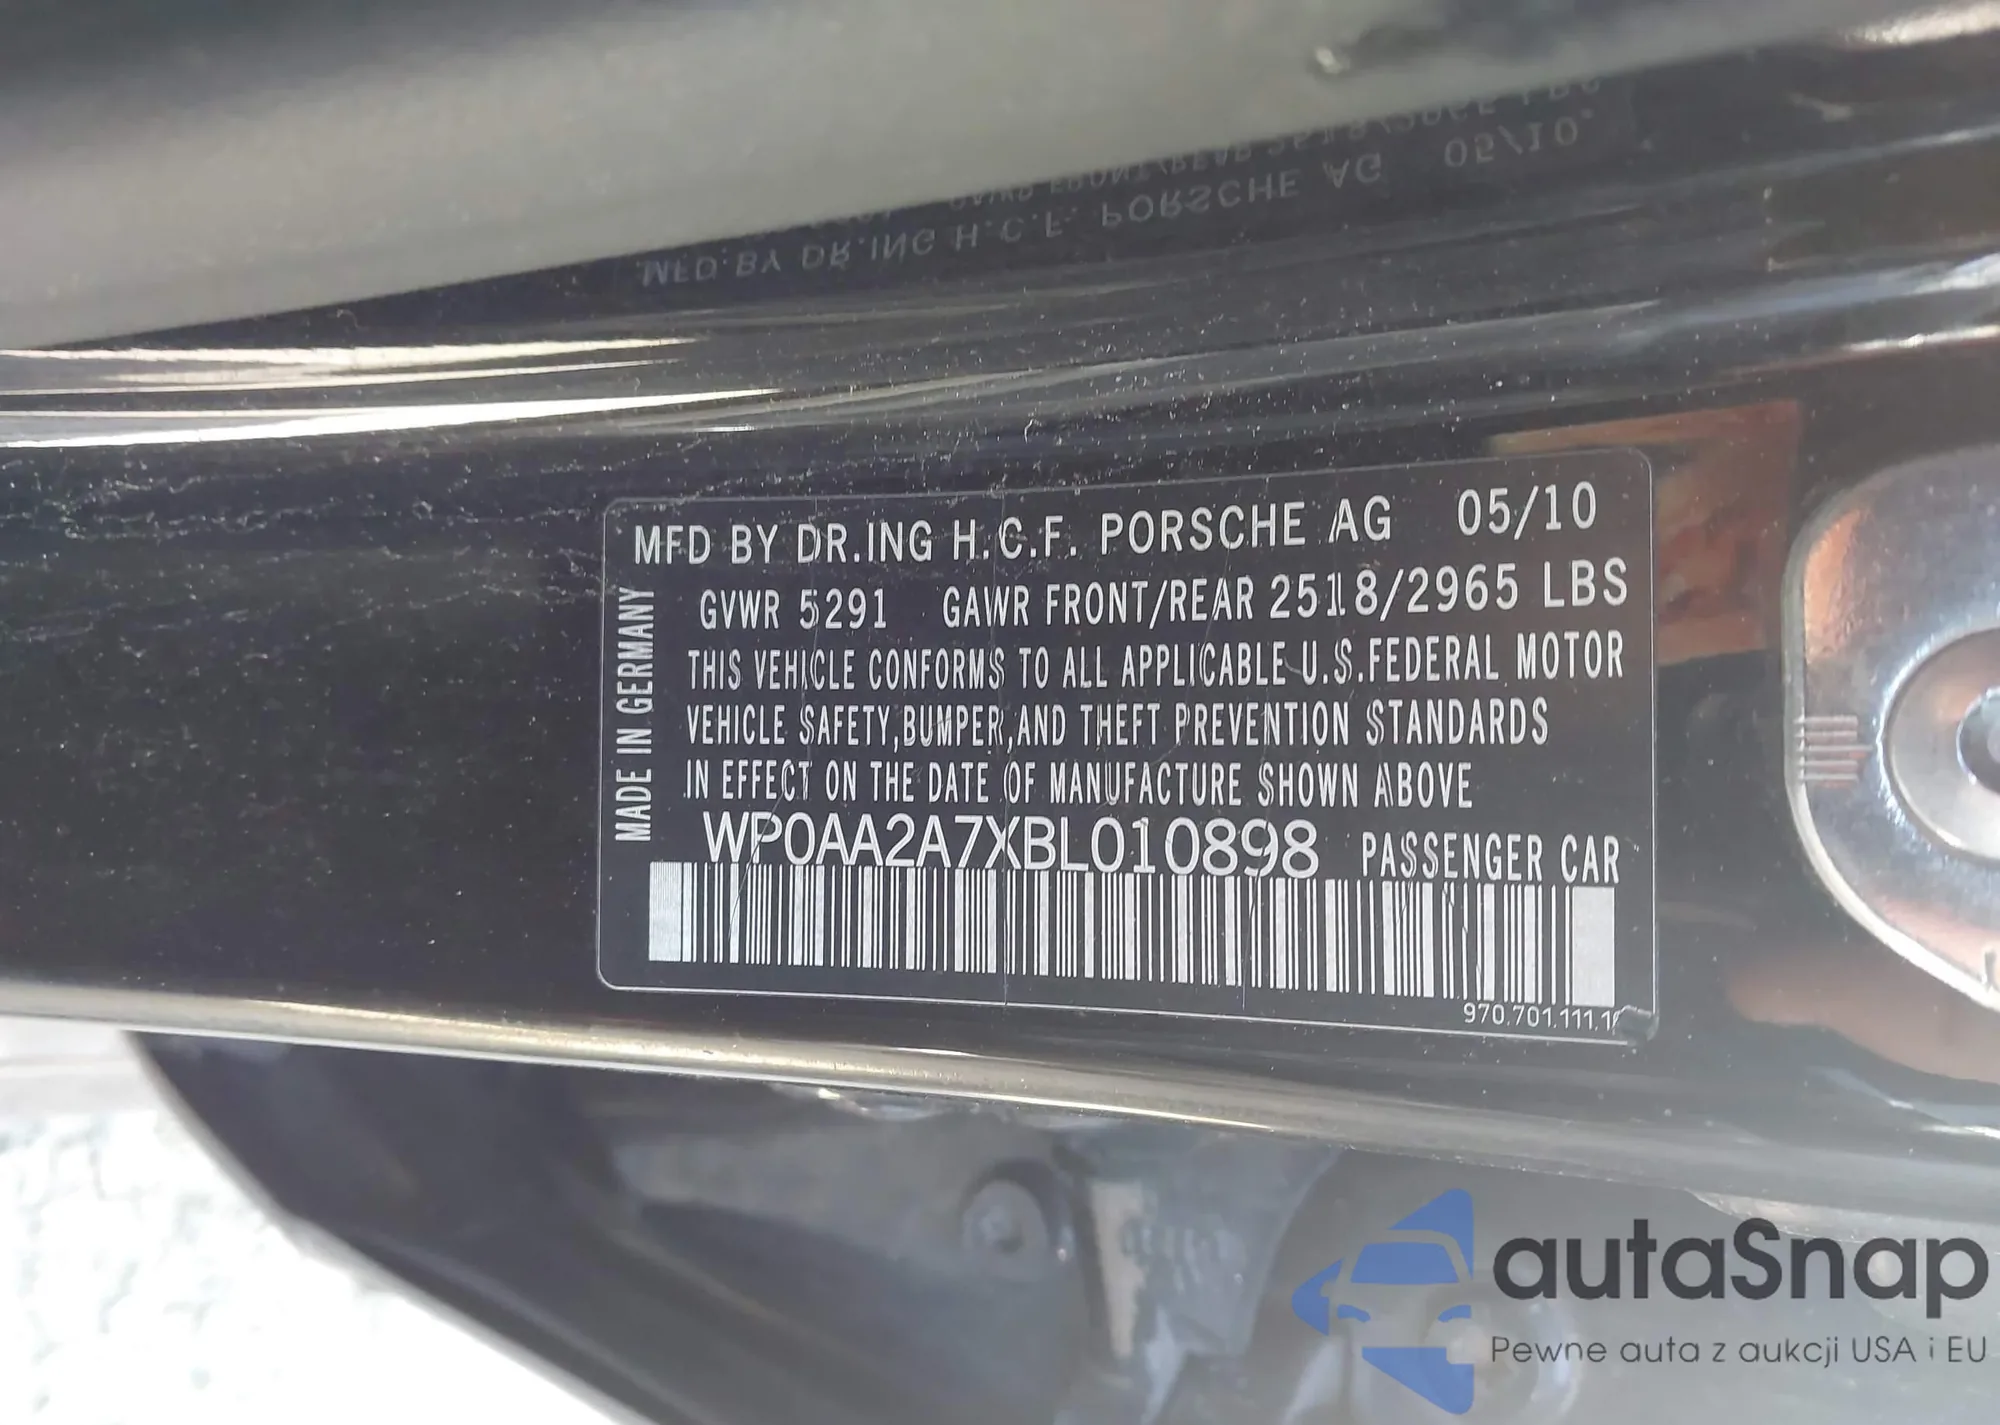 MFD BY DR.ING H.C.F. PORSCHE AG 05/10
GVWR 5291 GAWR FRONT/REAR 2518/2965 LBS
THIS VEHICLE CONFORMS TO ALL APPLICABLE U.S.FEDERAL MOTOR
VEHICLE SAFETY,BUMPER,AND THEFT PREVENTION STANDARDS
IN EFFECT ON THE DATE OF MANUFACTURE SHOWN ABOVE
WP0AA2A7XBL010898 PASSENGER CAR
MADE IN GERMANY
autaSnap
Pewne auta z aukcji USA i EU